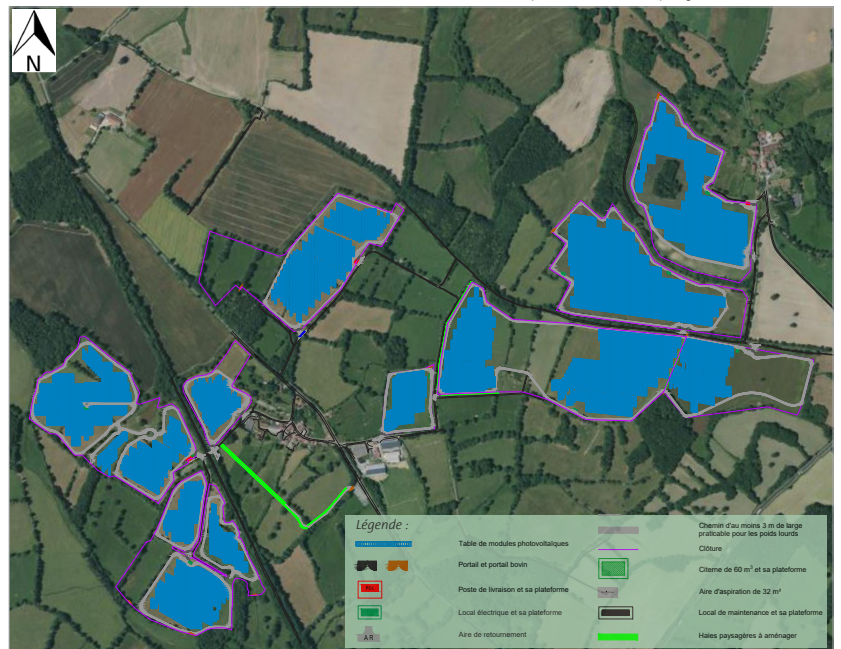 N
Légende :
Table de modules photovoltaïques
Portail et portail bovin
Poste de livraison et sa plateforme
Local électrique et sa plateforme
A R
Aire de retournement
Chemin d'au moins 3 m de large
praticable pour les poids lourds
Clôture
Citerne de 60 m³ et sa plateforme
Aire d'aspiration de 32 m²
Local de maintenance et sa plateforme
Haies paysagères à aménager